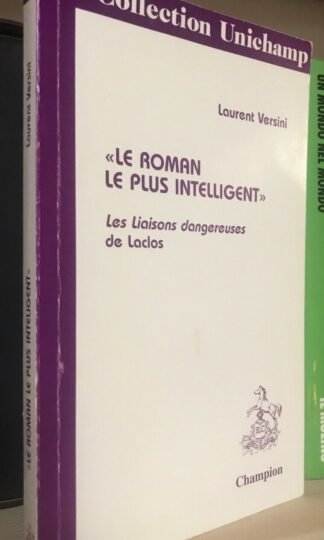 Collection Unichamp
Laurent Versini
«LE ROMAN
LE PLUS INTELLIGENT»
Les Liaisons dangereuses
de Laclos
Champion
Laurent Versini
«LE ROMAN LE PLUS INTELLIGENT»
UN MONDO NEL MONDO